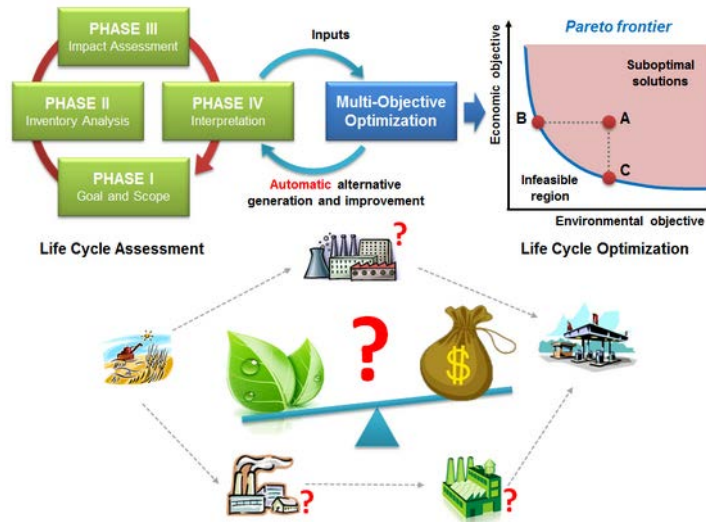 PHASE III
Impact Assessment
PHASE II
Inventory Analysis
PHASE IV
Interpretation
PHASE I
Goal and Scope
Life Cycle Assessment
Inputs
Multi-Objective
Optimization
Automatic alternative
generation and improvement
Pareto frontier
Economic objective
Suboptimal
solutions
B
A
C
Infeasible
region
Environmental objective
Life Cycle Optimization
?
?
$
?
?